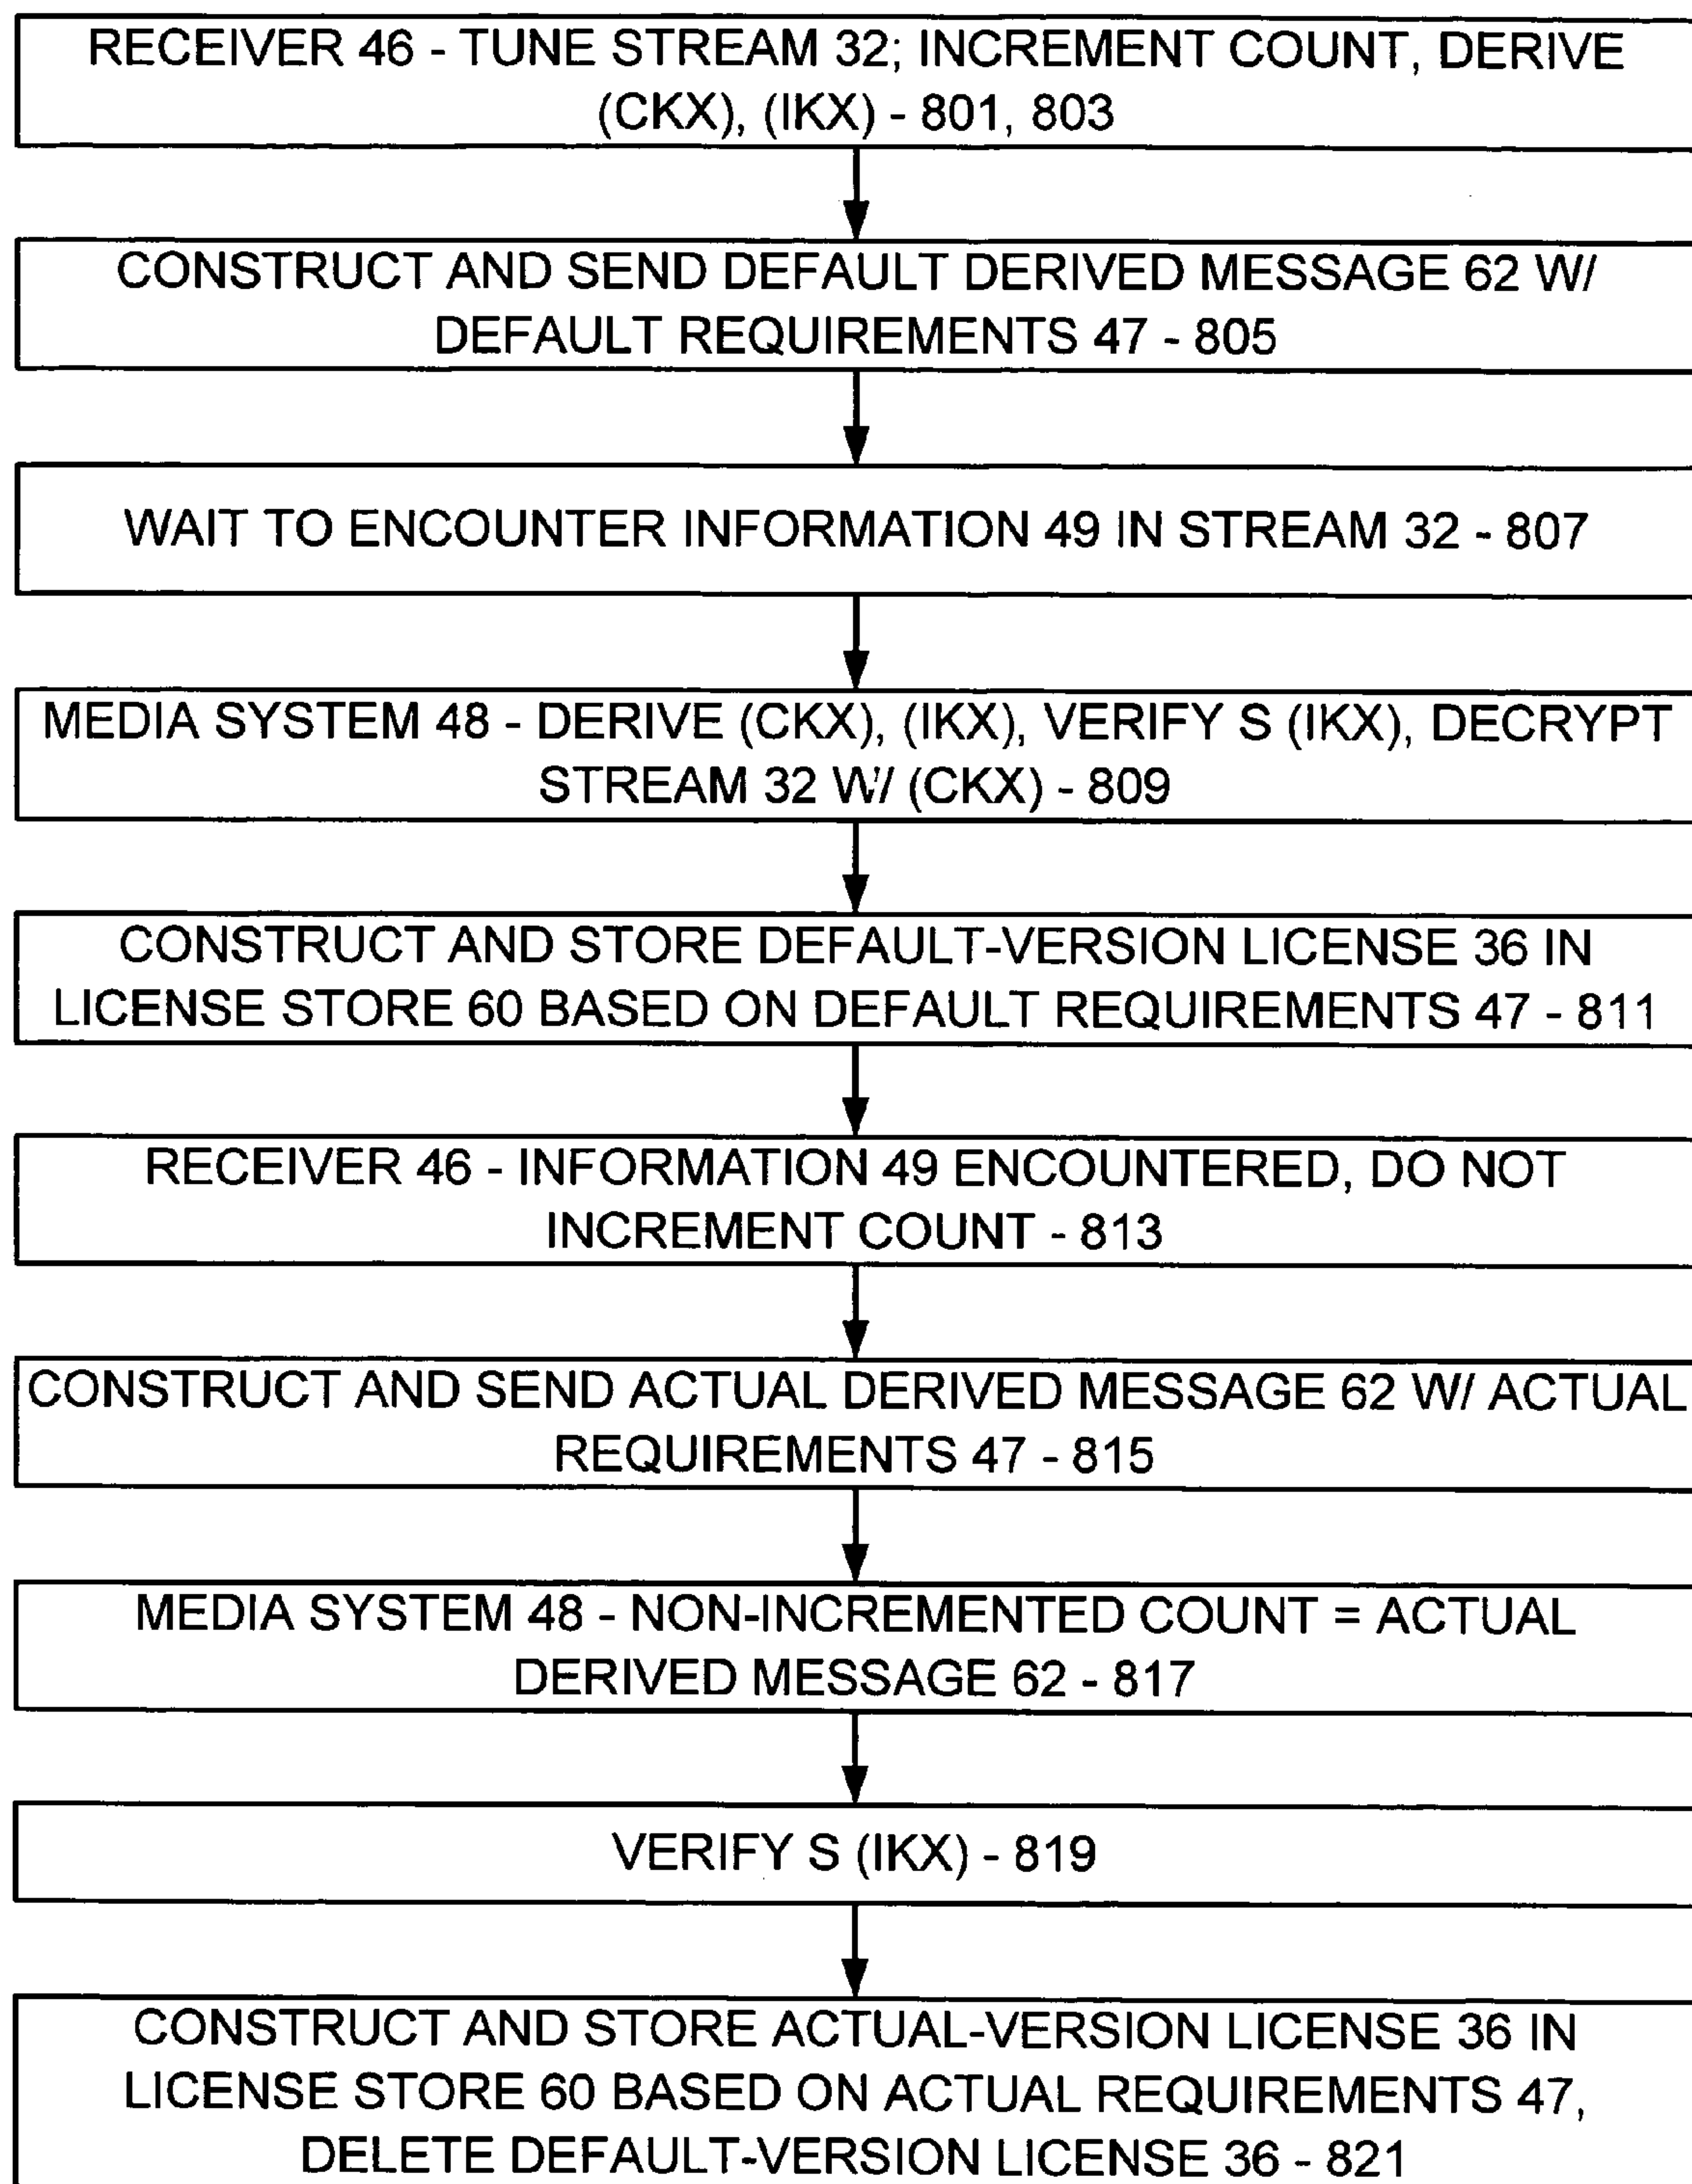 RECEIVER 46 - TUNE STREAM 32; INCREMENT COUNT, DERIVE
(CKX), (IKX) - 801, 803
CONSTRUCT AND SEND DEFAULT DERIVED MESSAGE 62 W/
DEFAULT REQUIREMENTS 47 - 805
WAIT TO ENCOUNTER INFORMATION 49 IN STREAM 32 - 807
MEDIA SYSTEM 48 - DERIVE (CKX), (IKX), VERIFY S (IKX), DECRYPT
STREAM 32 W/ (CKX) - 809
CONSTRUCT AND STORE DEFAULT-VERSION LICENSE 36 IN
LICENSE STORE 60 BASED ON DEFAULT REQUIREMENTS 47 - 811
RECEIVER 46 - INFORMATION 49 ENCOUNTERED, DO NOT
INCREMENT COUNT - 813
CONSTRUCT AND SEND ACTUAL DERIVED MESSAGE 62 W/ ACTUAL
REQUIREMENTS 47 - 815
MEDIA SYSTEM 48 - NON-INCREMENTED COUNT = ACTUAL
DERIVED MESSAGE 62 - 817
VERIFY S (IKX) - 819
CONSTRUCT AND STORE ACTUAL-VERSION LICENSE 36 IN
LICENSE STORE 60 BASED ON ACTUAL REQUIREMENTS 47,
DELETE DEFAULT-VERSION LICENSE 36 - 821